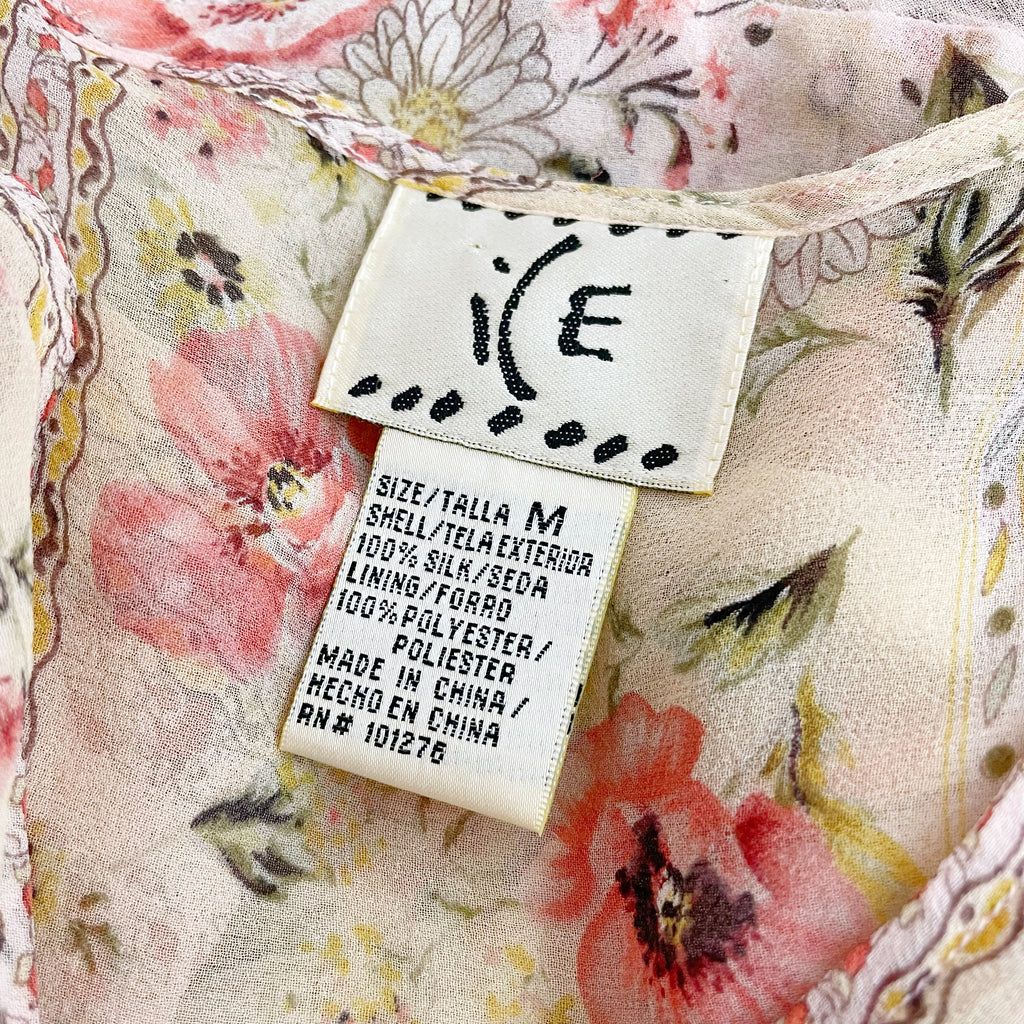 iCE
SIZE/TALLA M
SHELL/TELA EXTERIOR
100% SILK/SEDA
LINING/FORRO
100% POLYESTER/
POLIESTER
MADE IN CHINA/
HECHO EN CHINA
RN# 101276